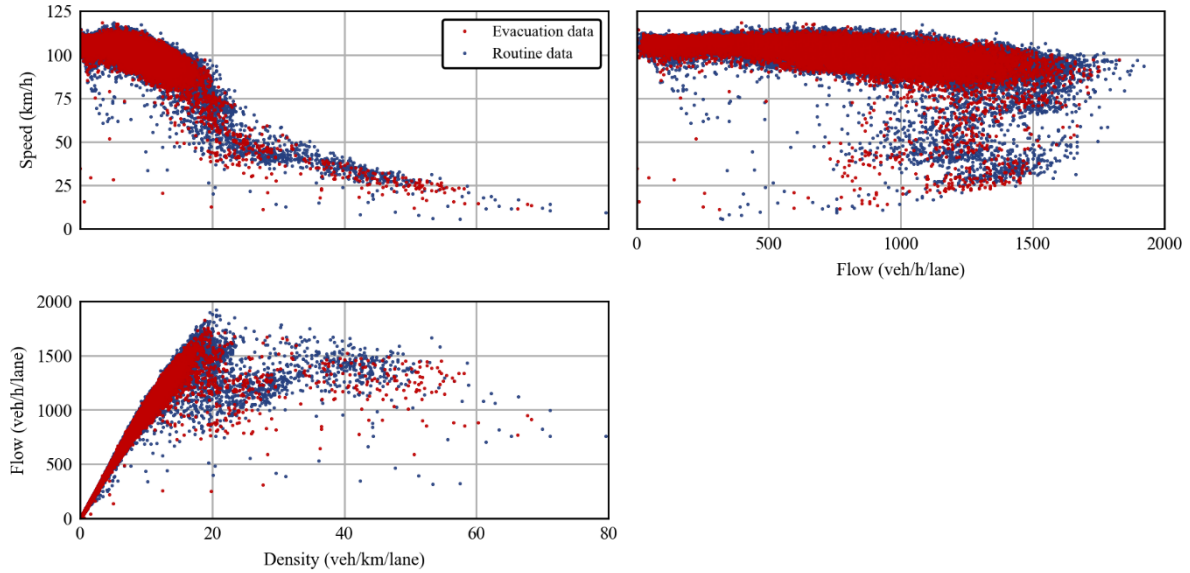 125
100
75
50
25
0
Speed (km/h)
Evacuation data
Routine data
0 500 1000 1500 2000
Flow (veh/h/lane)
2000
1500
1000
500
0
Flow (veh/h/lane)
0 20 40 60 80
Density (veh/km/lane)